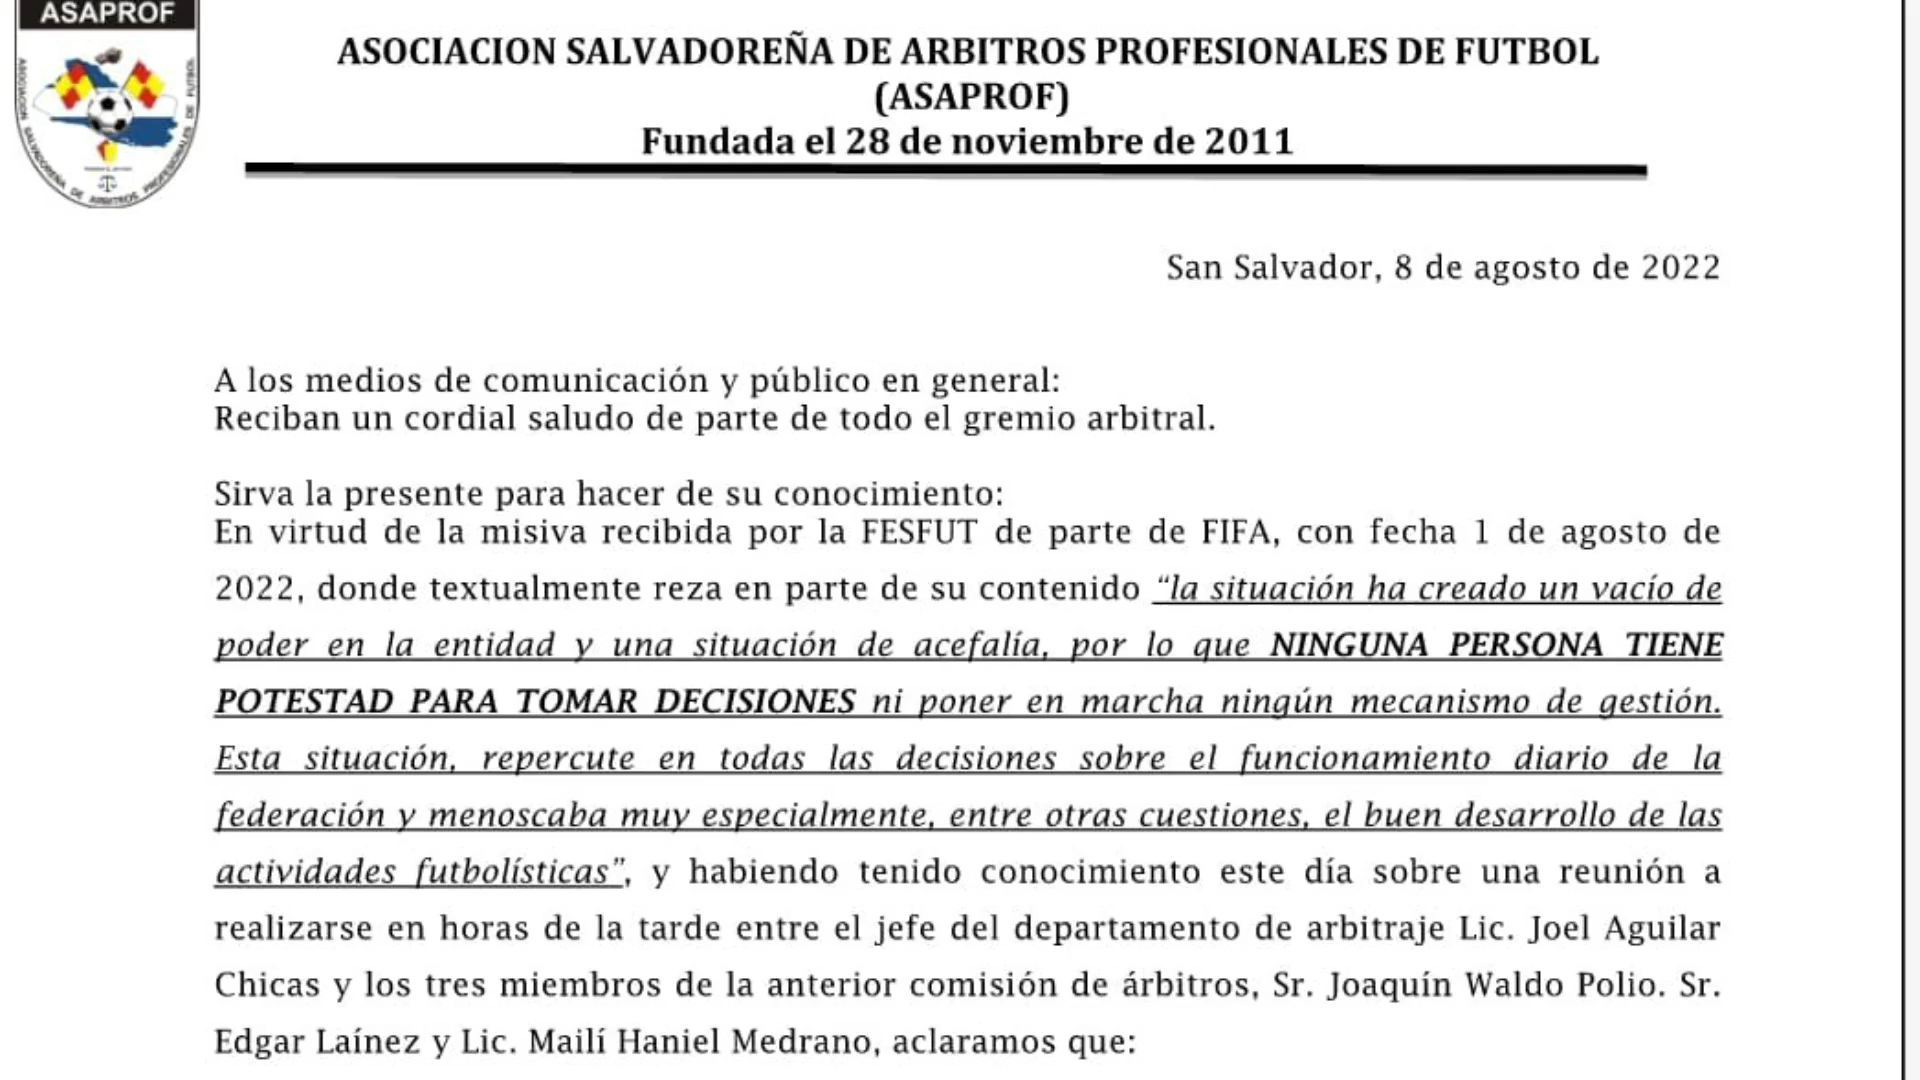 ASAPROF
ASOCIACION SALVADOREÑA DE ARBITROS PROFESIONALES DE FUTBOL
ASOCIACION SALVADOREÑA DE ARBITROS PROFESIONALES DE FUTBOL
(ASAPROF)
Fundada el 28 de noviembre de 2011
San Salvador, 8 de agosto de 2022
A los medios de comunicación y público en general:
Reciban un cordial saludo de parte de todo el gremio arbitral.
Sirva la presente para hacer de su conocimiento:
En virtud de la misiva recibida por la FESFUT de parte de FIFA, con fecha 1 de agosto de
2022, donde textualmente reza en parte de su contenido “la situación ha creado un vacío de
poder en la entidad y una situación de acefalía, por lo que NINGUNA PERSONA TIENE
POTESTAD PARA TOMAR DECISIONES ni poner en marcha ningún mecanismo de gestión.
Esta situación, repercute en todas las decisiones sobre el funcionamiento diario de la
federación y menoscaba muy especialmente, entre otras cuestiones, el buen desarrollo de las
actividades futbolísticas”, y habiendo tenido conocimiento este día sobre una reunión a
realizarse en horas de la tarde entre el jefe del departamento de arbitraje Lic. Joel Aguilar
Chicas y los tres miembros de la anterior comisión de árbitros, Sr. Joaquín Waldo Polio. Sr.
Edgar Laínez y Lic. Mailí Haniel Medrano, aclaramos que: